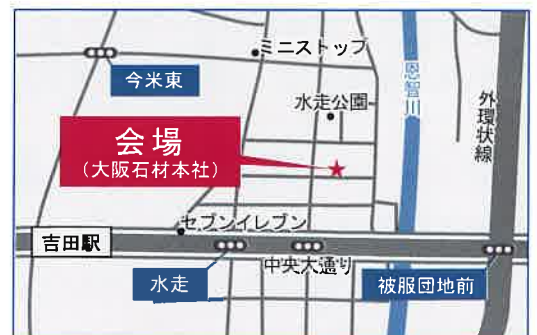 ミニストップ
今米東
恩智川
水走公園
外環状線
会場
（大阪石材本社）
セブンイレブン
吉田駅
中央大通り
水走
被服団地前